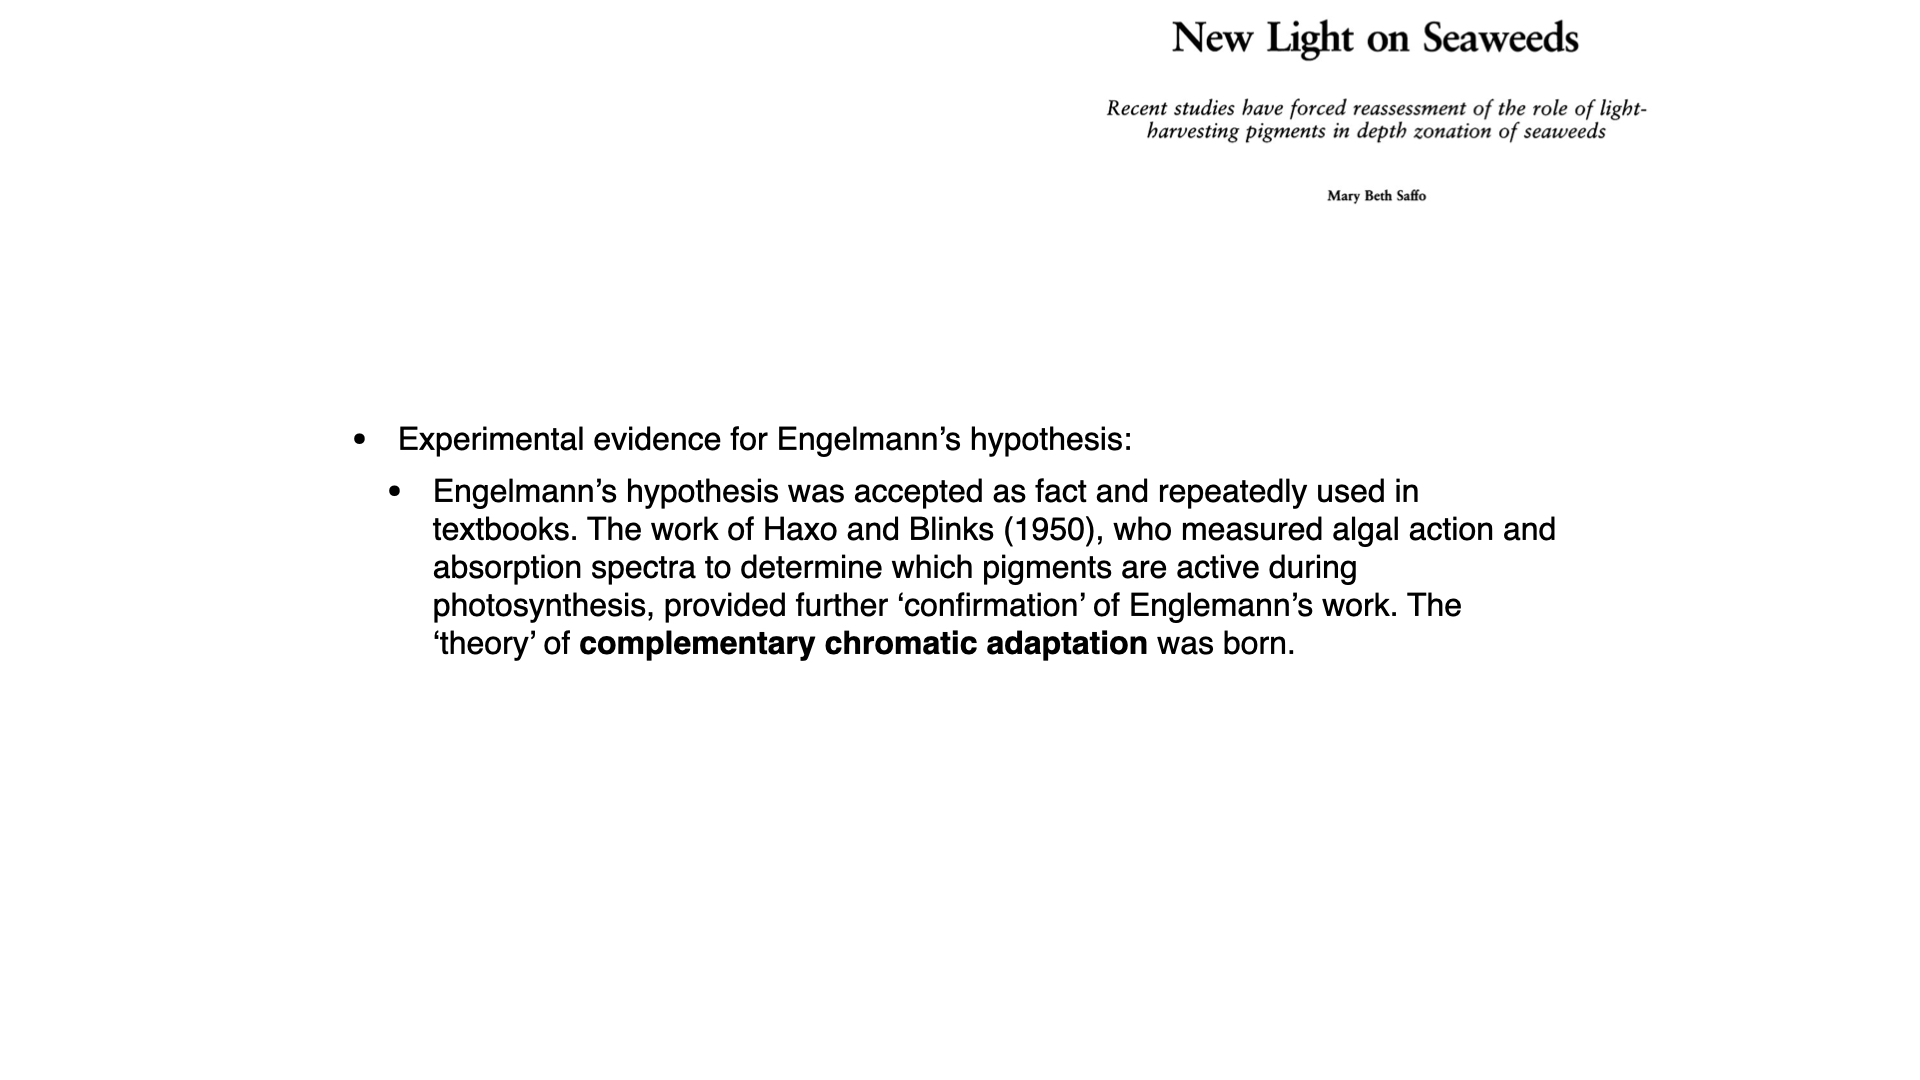 New Light on Seaweeds
Recent studies have forced reassessment of the role of light-
harvesting pigments in depth zonation of seaweeds
Mary Beth Saffo
• Experimental evidence for Engelmann’s hypothesis:
• Engelmann’s hypothesis was accepted as fact and repeatedly used in
textbooks. The work of Haxo and Blinks (1950), who measured algal action and
absorption spectra to determine which pigments are active during
photosynthesis, provided further ‘confirmation’ of Englemann’s work. The
‘theory’ of complementary chromatic adaptation was born.